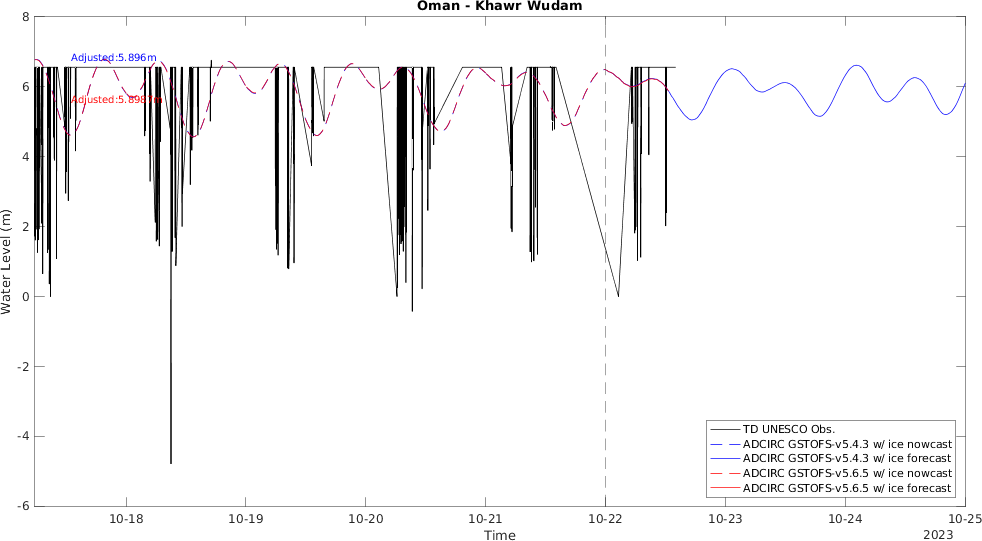 Oman - Khawr Wudam
8
6
4
2
0
-2
-4
-6
Water Level (m)
Adjusted:5.896m
10-18
10-19
10-20
10-21
10-22
10-23
10-24
10-25
2023
Time
TD UNESCO Obs.
ADCIRC GSTOFS-v5.4.3 w/ ice nowcast
ADCIRC GSTOFS-v5.4.3 w/ ice forecast
ADCIRC GSTOFS-v5.6.5 w/ ice nowcast
ADCIRC GSTOFS-v5.6.5 w/ ice forecast